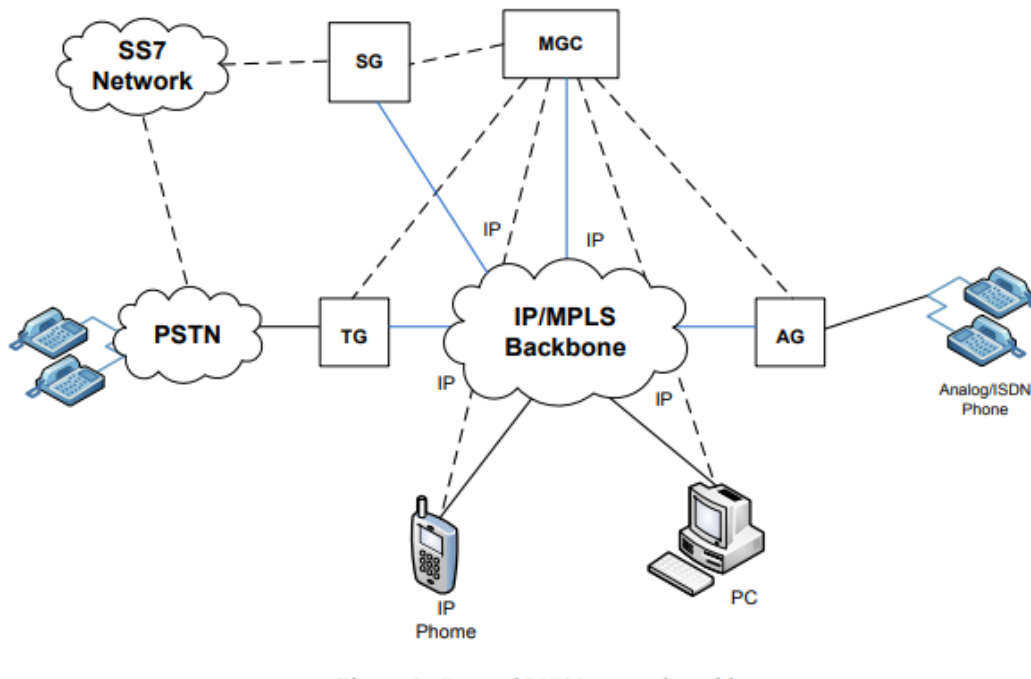 SS7
Network
SG
MGC
IP
IP
PSTN
TG
IP/MPLS
Backbone
AG
IP
IP
Analog/ISDN
Phone
IP
Phome
PC